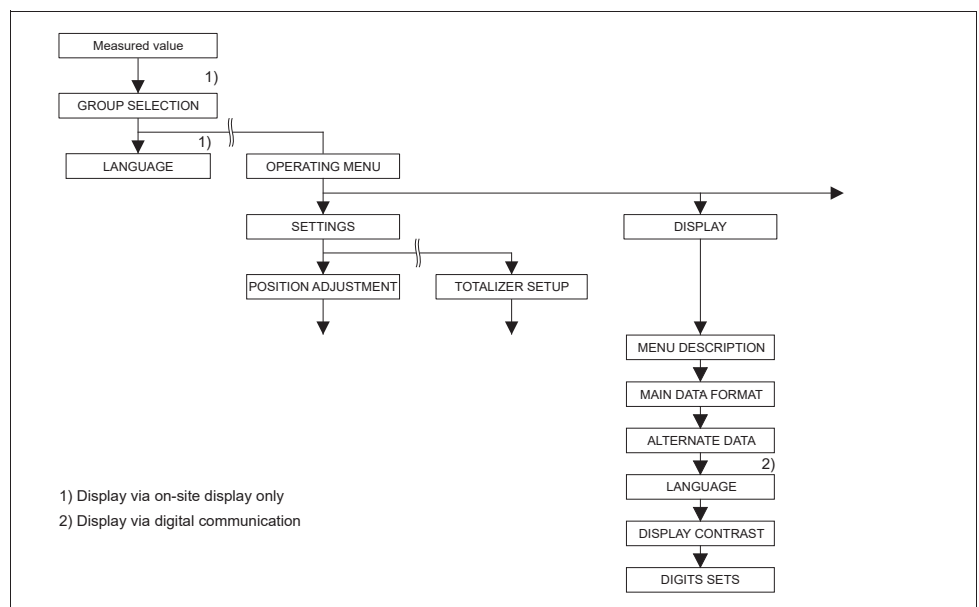 Measured value
1)
GROUP SELECTION
1)
LANGUAGE
OPERATING MENU
SETTINGS
DISPLAY
POSITION ADJUSTMENT
TOTALIZER SETUP
MENU DESCRIPTION
MAIN DATA FORMAT
ALTERNATE DATA
2)
LANGUAGE
DISPLAY CONTRAST
DIGITS SETS
1) Display via on-site display only
2) Display via digital communication